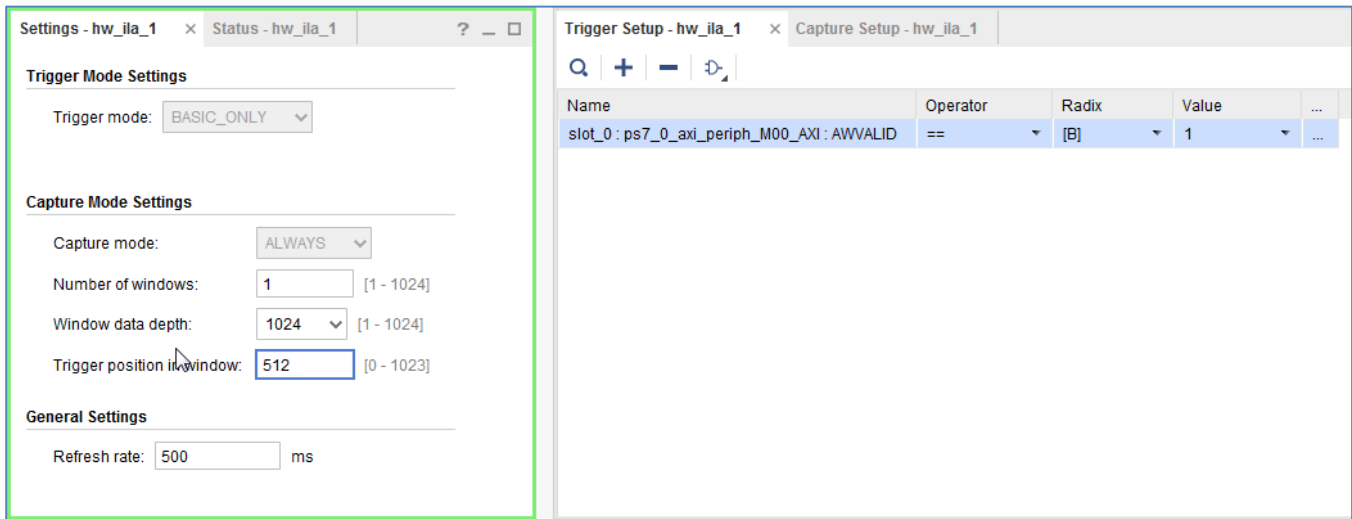 Settings - hw_ila_1 × Status - hw_ila_1 ? _ □
Trigger Mode Settings
Trigger mode: BASIC_ONLY
Capture Mode Settings
Capture mode: ALWAYS
Number of windows: 1 [1 - 1024]
Window data depth: 1024 [1 - 1024]
Trigger position in window: 512 [0 - 1023]
General Settings
Refresh rate: 500 ms
Trigger Setup - hw_ila_1 × Capture Setup - hw_ila_1
Name Operator Radix Value ...
slot_0 : ps7_0_axi_periph_M00_AXI : AWVALID == [B] 1 ...